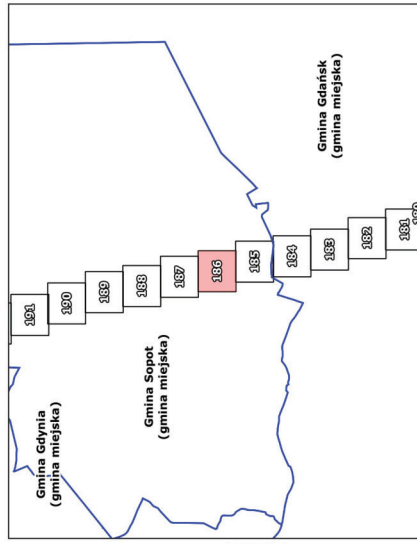 Gmina Gdynia
(gmina miejska)
Gmina Sopot
(gmina miejska)
Gmina Gdańsk
(gmina miejska)
191
190
189
188
187
186
185
184
183
182
181
180